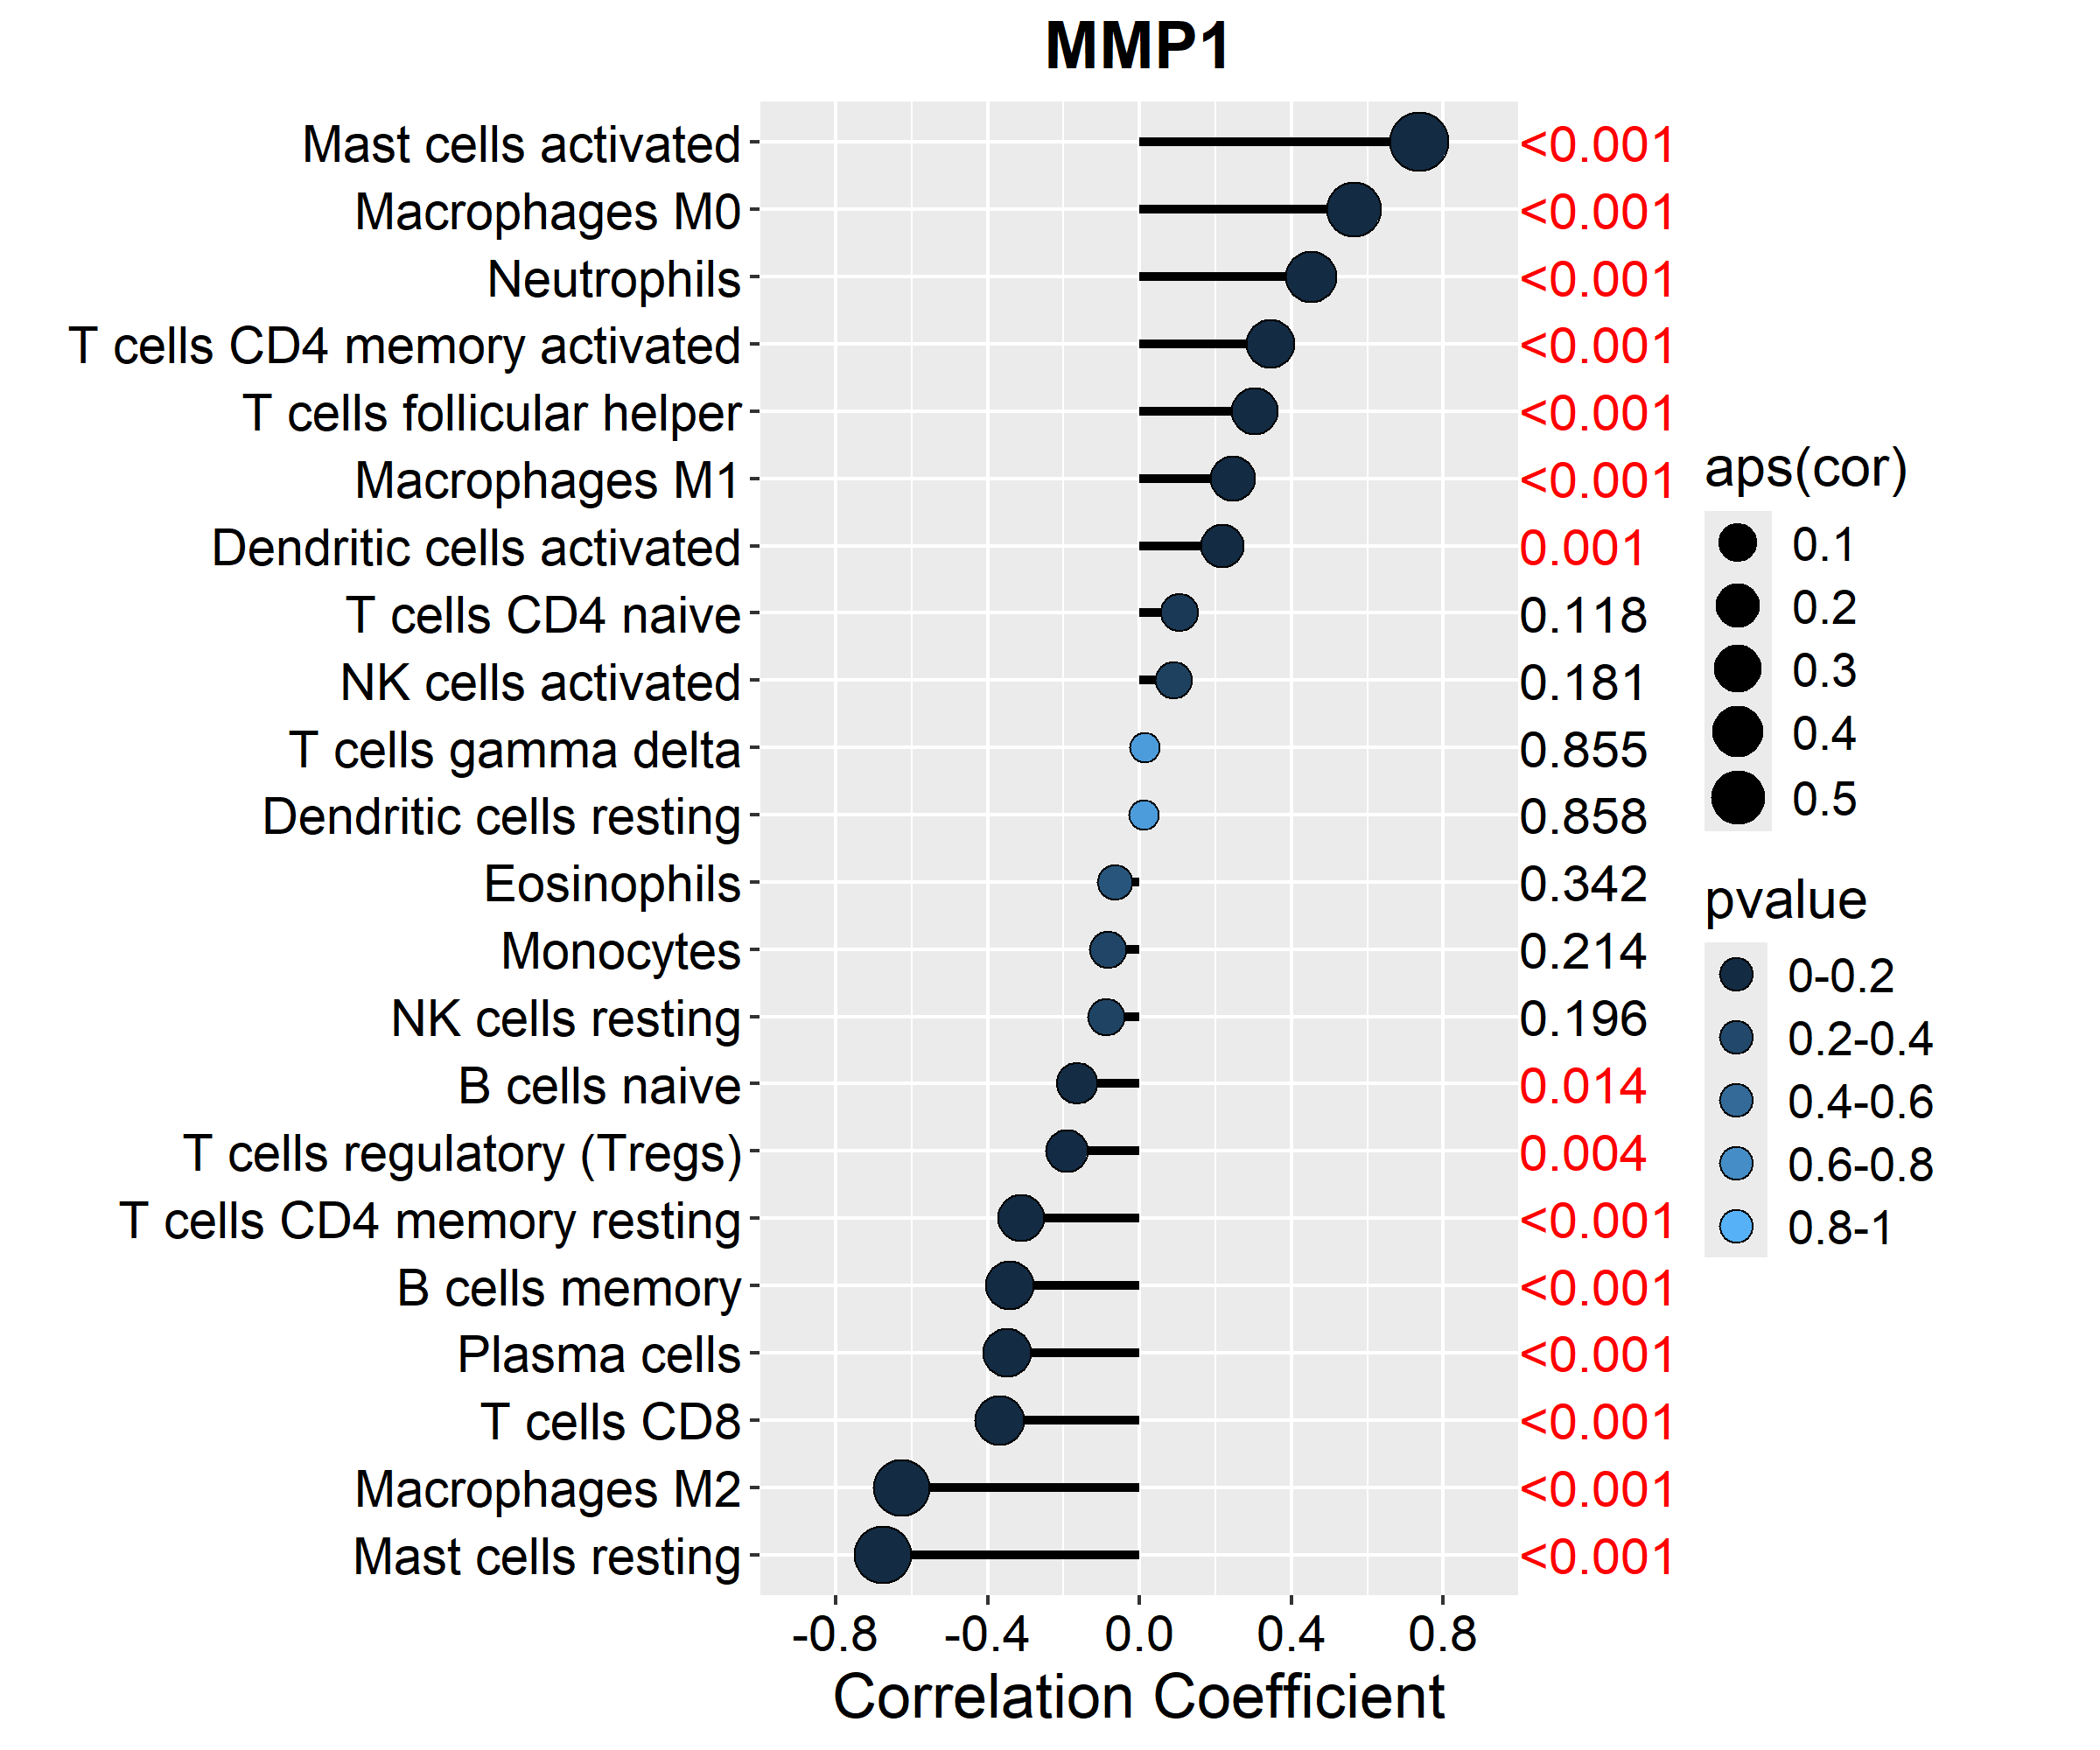 MMP1
Mast cells activated <0.001
Macrophages M0 <0.001
Neutrophils <0.001
T cells CD4 memory activated <0.001
T cells follicular helper <0.001
Macrophages M1 <0.001
Dendritic cells activated 0.001
T cells CD4 naive 0.118
NK cells activated 0.181
T cells gamma delta 0.855
Dendritic cells resting 0.858
Eosinophils 0.342
Monocytes 0.214
NK cells resting 0.196
B cells naive 0.014
T cells regulatory (Tregs) 0.004
T cells CD4 memory resting <0.001
B cells memory <0.001
Plasma cells <0.001
T cells CD8 <0.001
Macrophages M2 <0.001
Mast cells resting <0.001
-0.8 -0.4 0.0 0.4 0.8
Correlation Coefficient
aps(cor)
0.1
0.2
0.3
0.4
0.5
pvalue
0-0.2
0.2-0.4
0.4-0.6
0.6-0.8
0.8-1